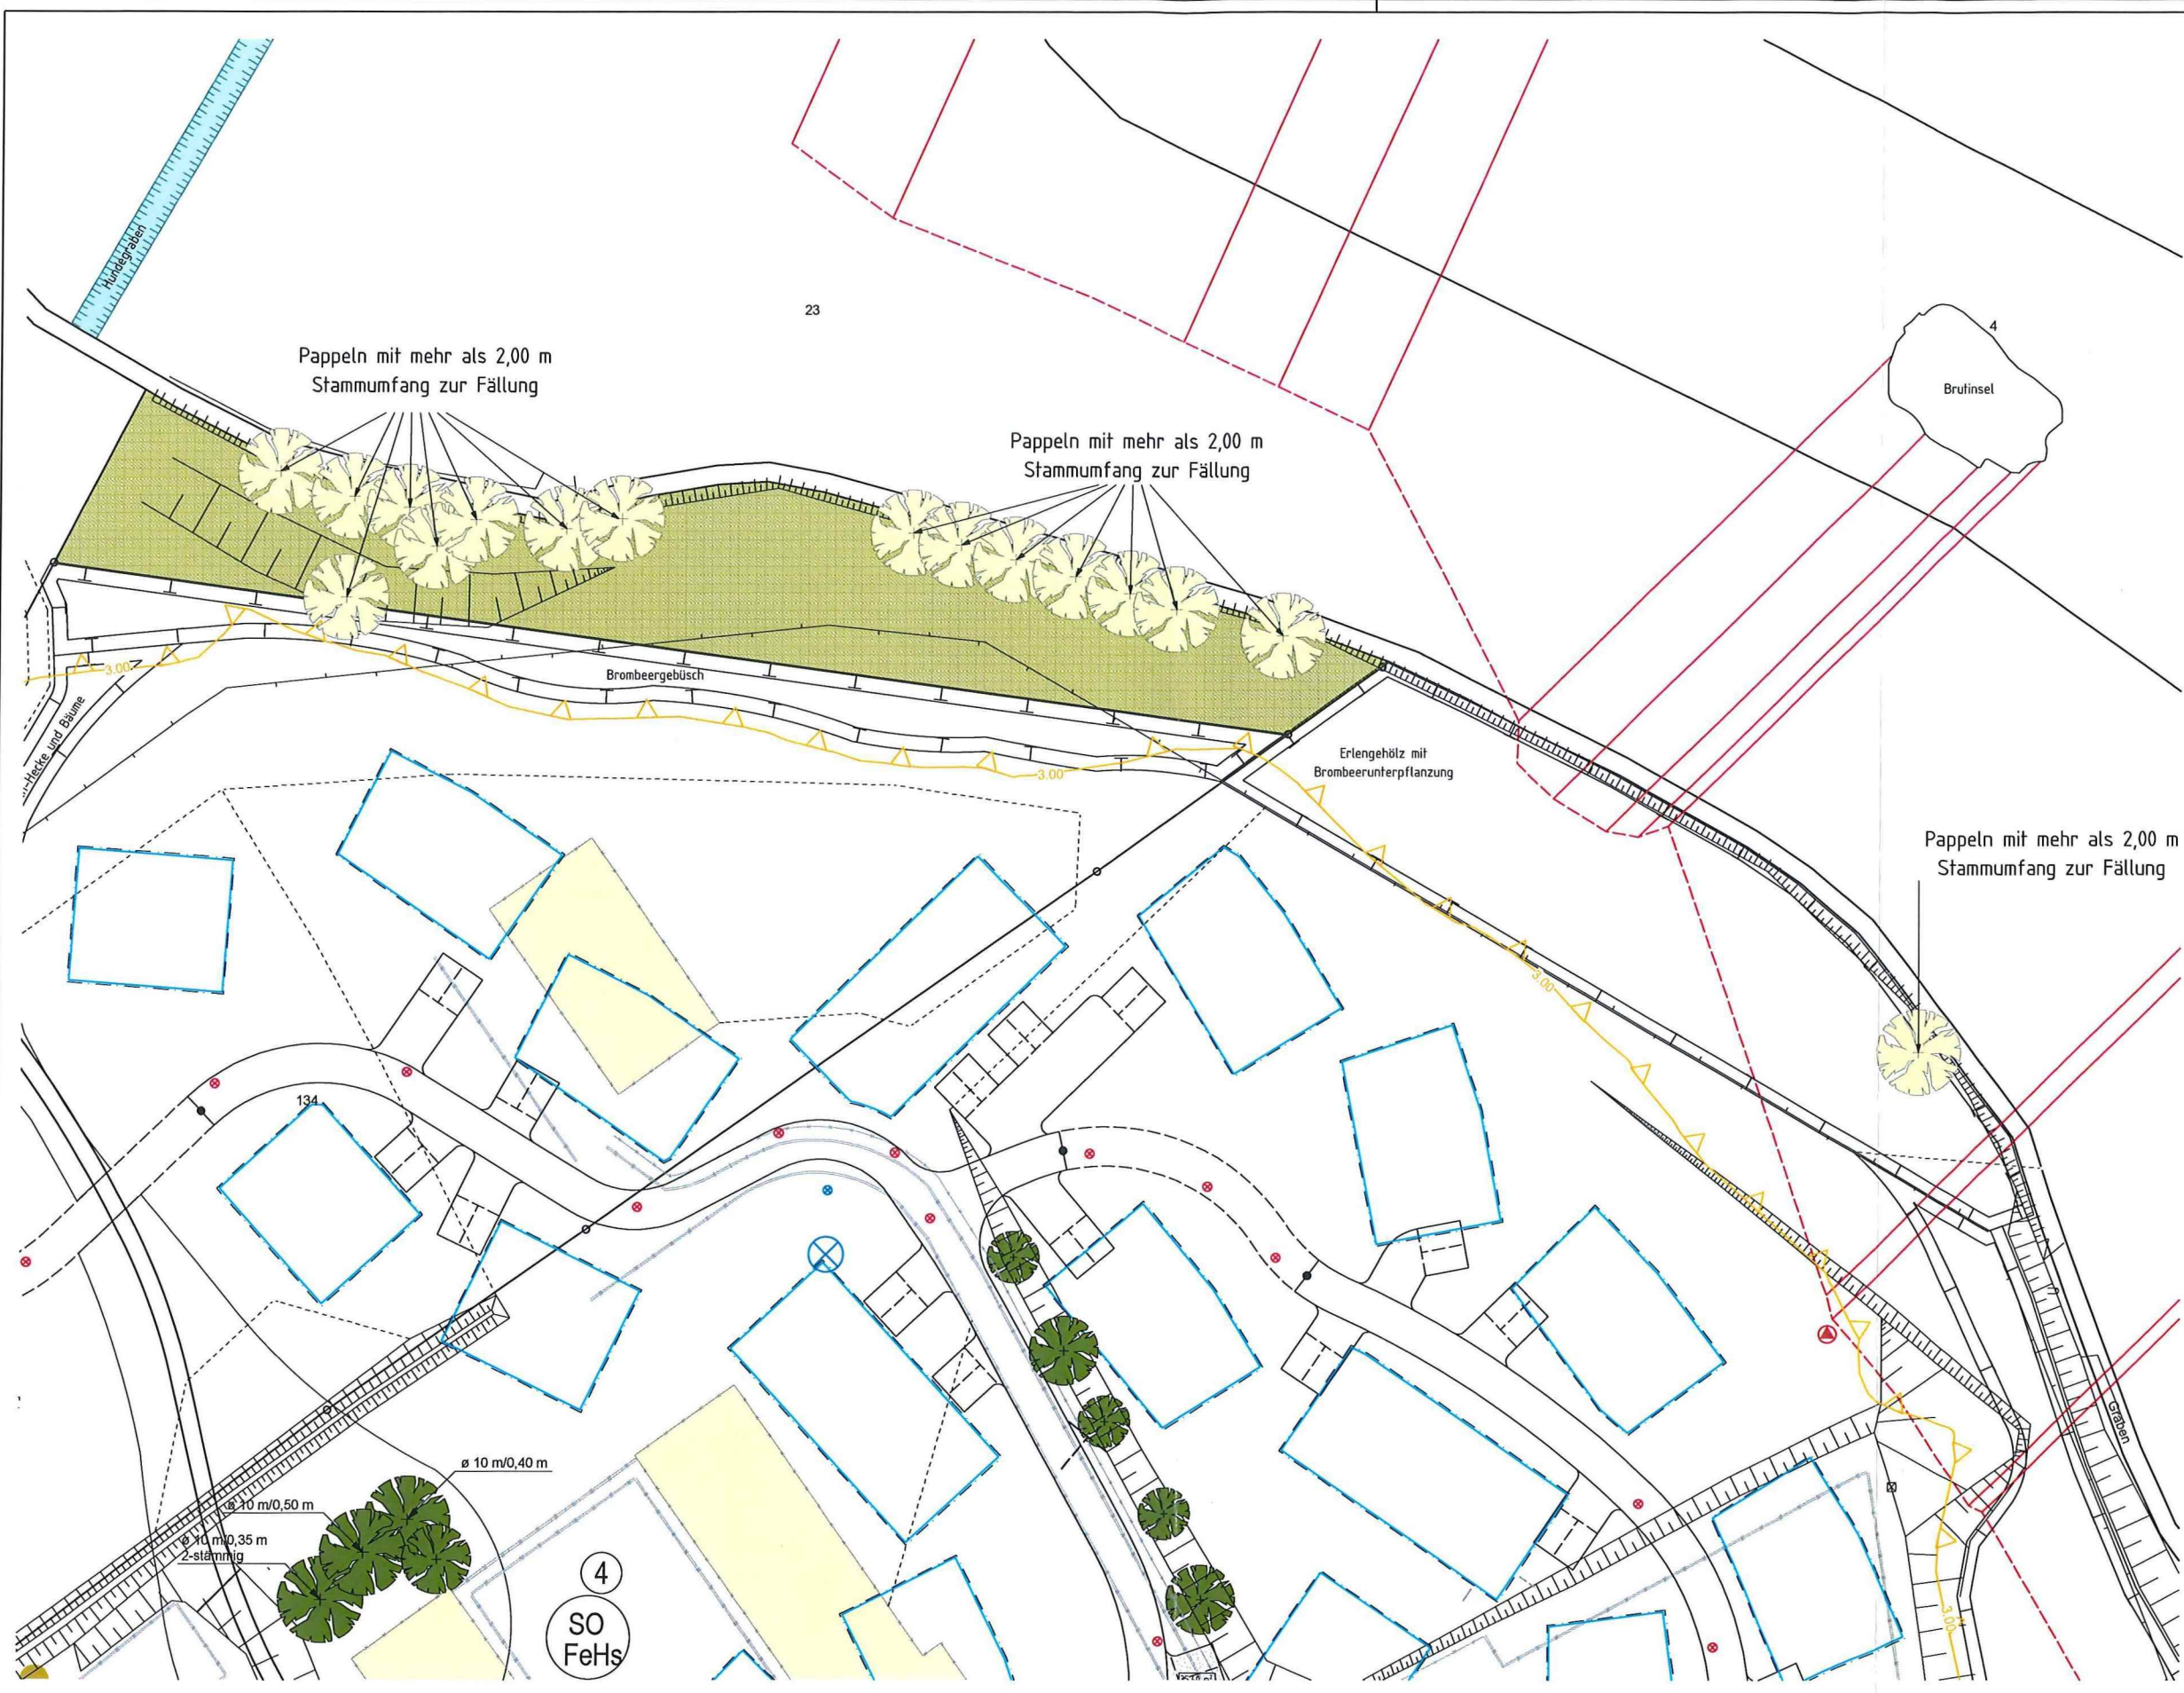 Hundegraben
23
4
Brutinsel
Pappeln mit mehr als 2,00 m
Stammumfang zur Fällung
Pappeln mit mehr als 2,00 m
Stammumfang zur Fällung
3.00
Brombeergebüsch
-Hecke und Bäume
3.00
Erlengehölz mit
Brombeerunterpflanzung
Pappeln mit mehr als 2,00 m
Stammumfang zur Fällung
3.00
134
Graben
ø 10 m/0,40 m
ø 10 m/0,50 m
ø 10 m/0,35 m
2-stämmig
4
SO
FeHs
3.00